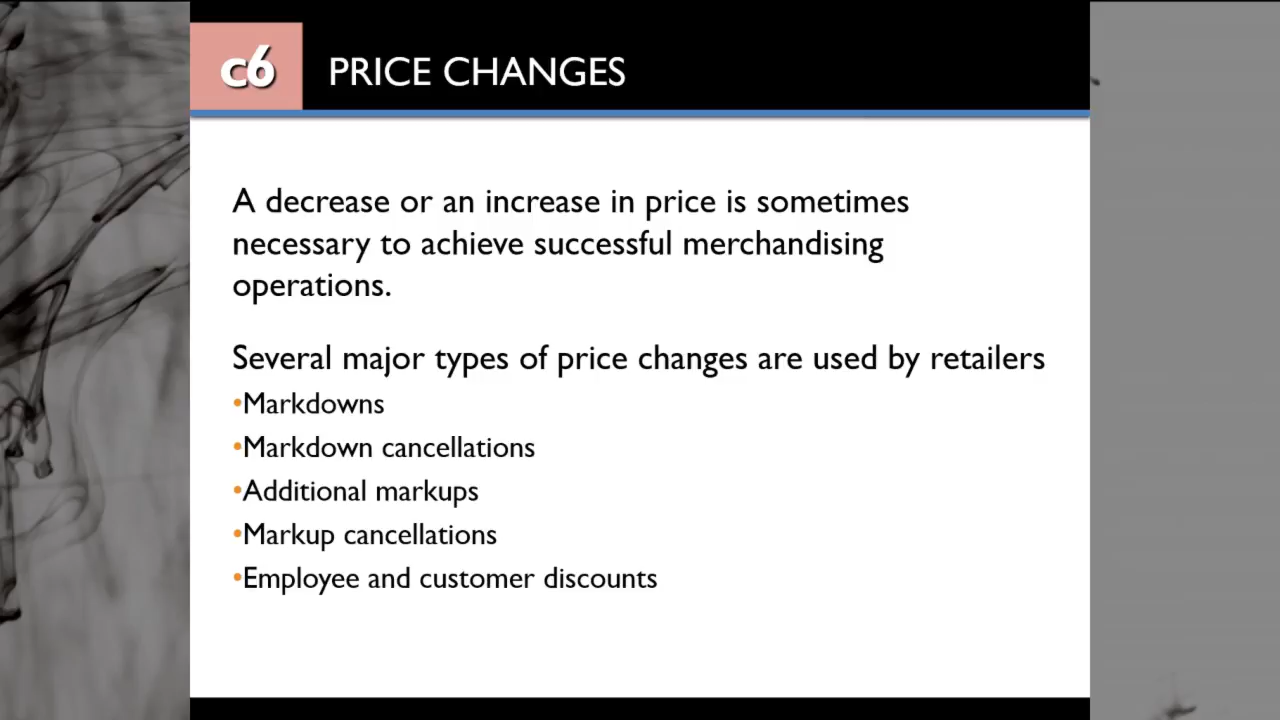 c6
PRICE CHANGES
A decrease or an increase in price is sometimes
necessary to achieve successful merchandising
operations.
Several major types of price changes are used by retailers
•Markdowns
•Markdown cancellations
•Additional markups
•Markup cancellations
•Employee and customer discounts